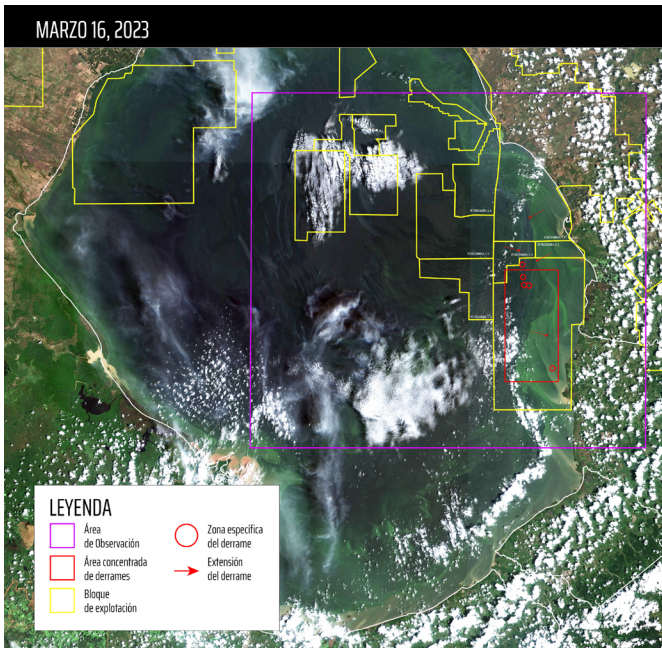 MARZO 16, 2023
LEYENDA
Área
de Observación
Área concentrada
de derrames
Bloque
de explotación
Zona específica
del derrame
Extensión
del derrame